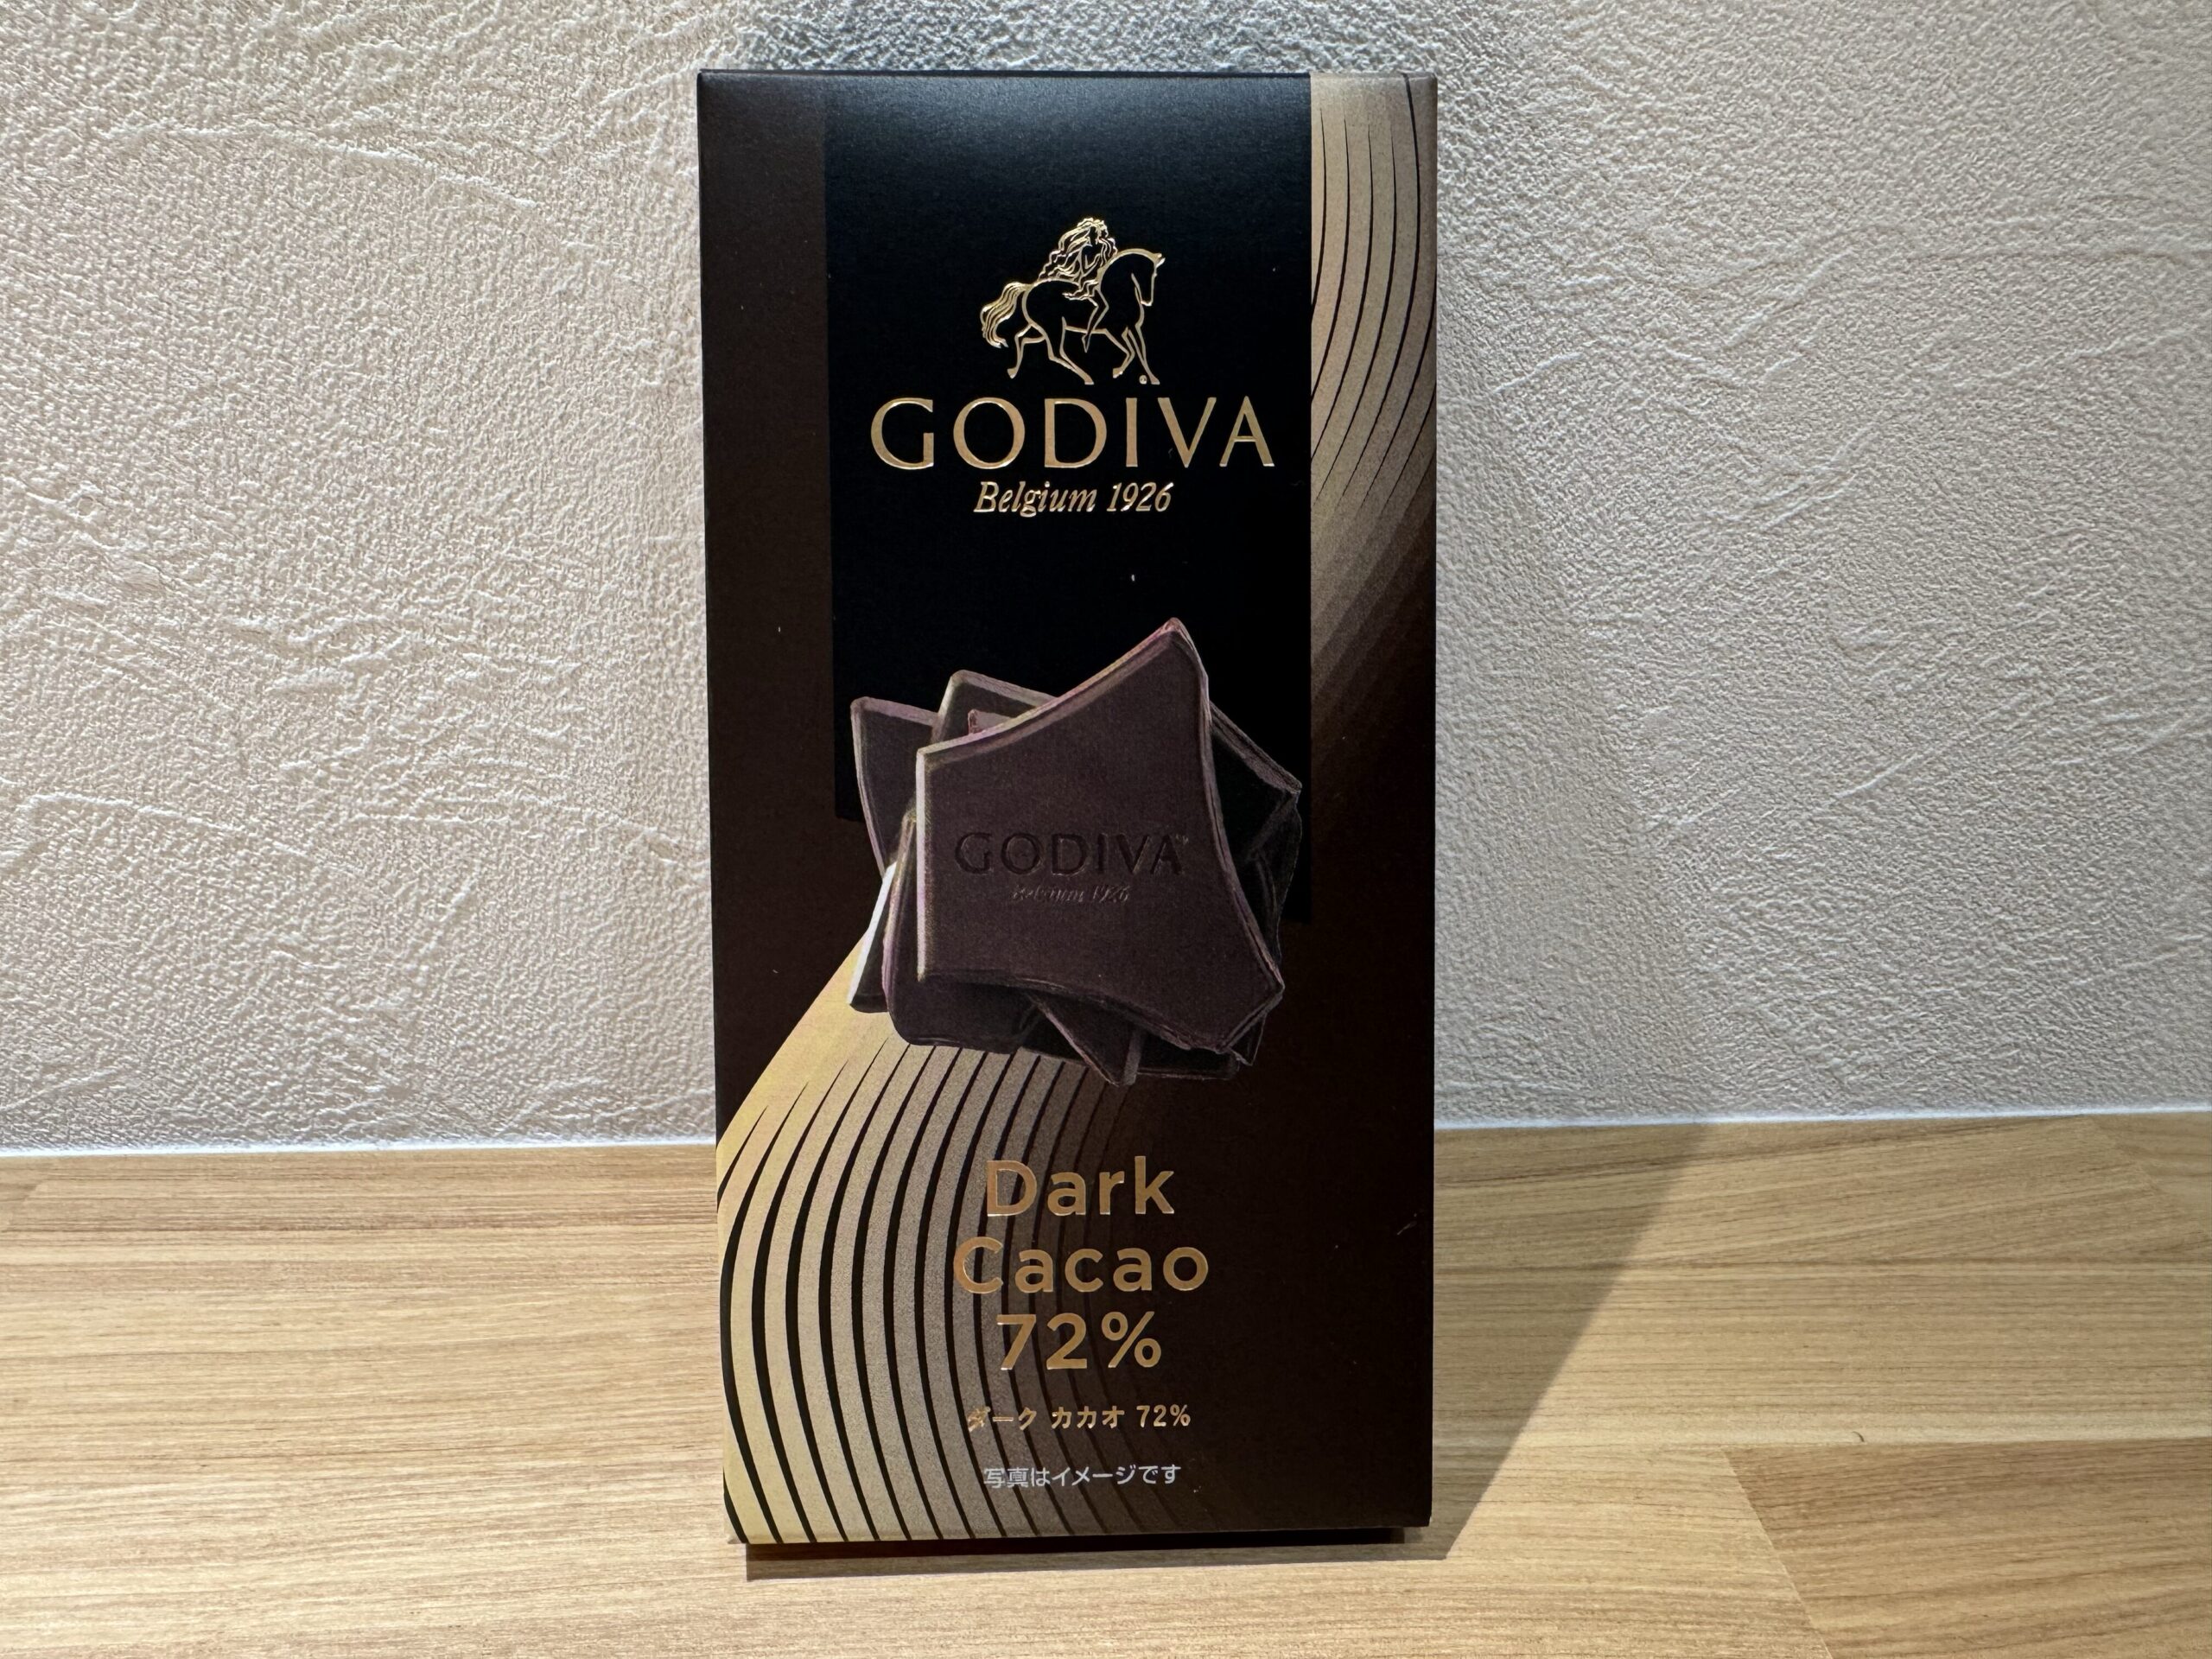 GODIVA
Belgium 1926
GODIVA
Belgium 1926
Dark
Cacao
72%
ダーク カカオ 72%
写真はイメージです